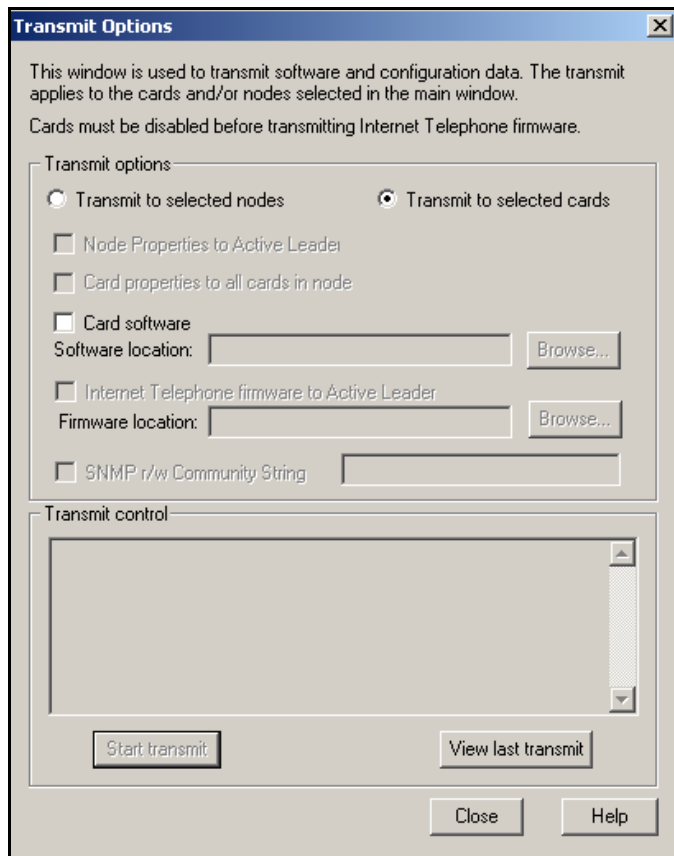 Transmit Options
This window is used to transmit software and configuration data. The transmit
applies to the cards and/or nodes selected in the main window.
Cards must be disabled before transmitting Internet Telephone firmware.
Transmit options
Transmit to selected nodes
Transmit to selected cards
Node Properties to Active Leader
Card properties to all cards in node
Card software
Software location:
Browse...
Internet Telephone firmware to Active Leader
Firmware location:
Browse...
SNMP r/w Community String
Transmit control
Start transmit
View last transmit
Close
Help